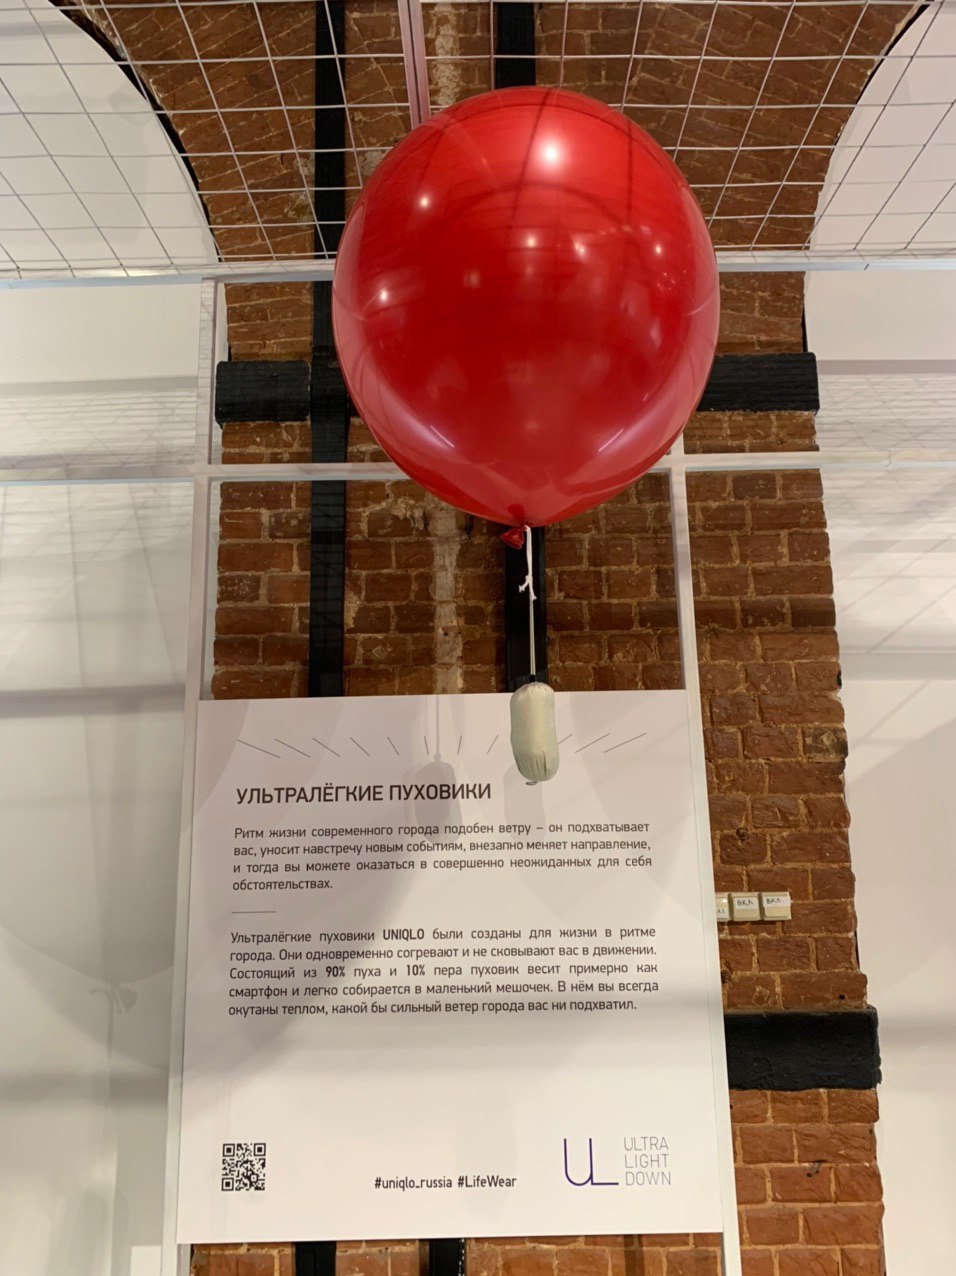 УЛЬТРАЛЁГКИЕ ПУХОВИКИ
Ритм жизни современного города подобен ветру – он подхватывает
вас, уносит навстречу новым событиям, внезапно меняет направление,
и тогда вы можете оказаться в совершенно неожиданных для себя
обстоятельствах.
Ультралёгкие пуховики UNIQLO были созданы для жизни в ритме
города. Они одновременно согревают и не сковывают вас в движении.
Состоящий из 90% пуха и 10% пера пуховик весит примерно как
смартфон и легко собирается в маленький мешочек. В нём вы всегда
окутаны теплом, какой бы сильный ветер города вас ни подхватил.
#uniqlo_russia #LifeWear
UL
ULTRA
LIGHT
DOWN
ВКЛ. ВКЛ.